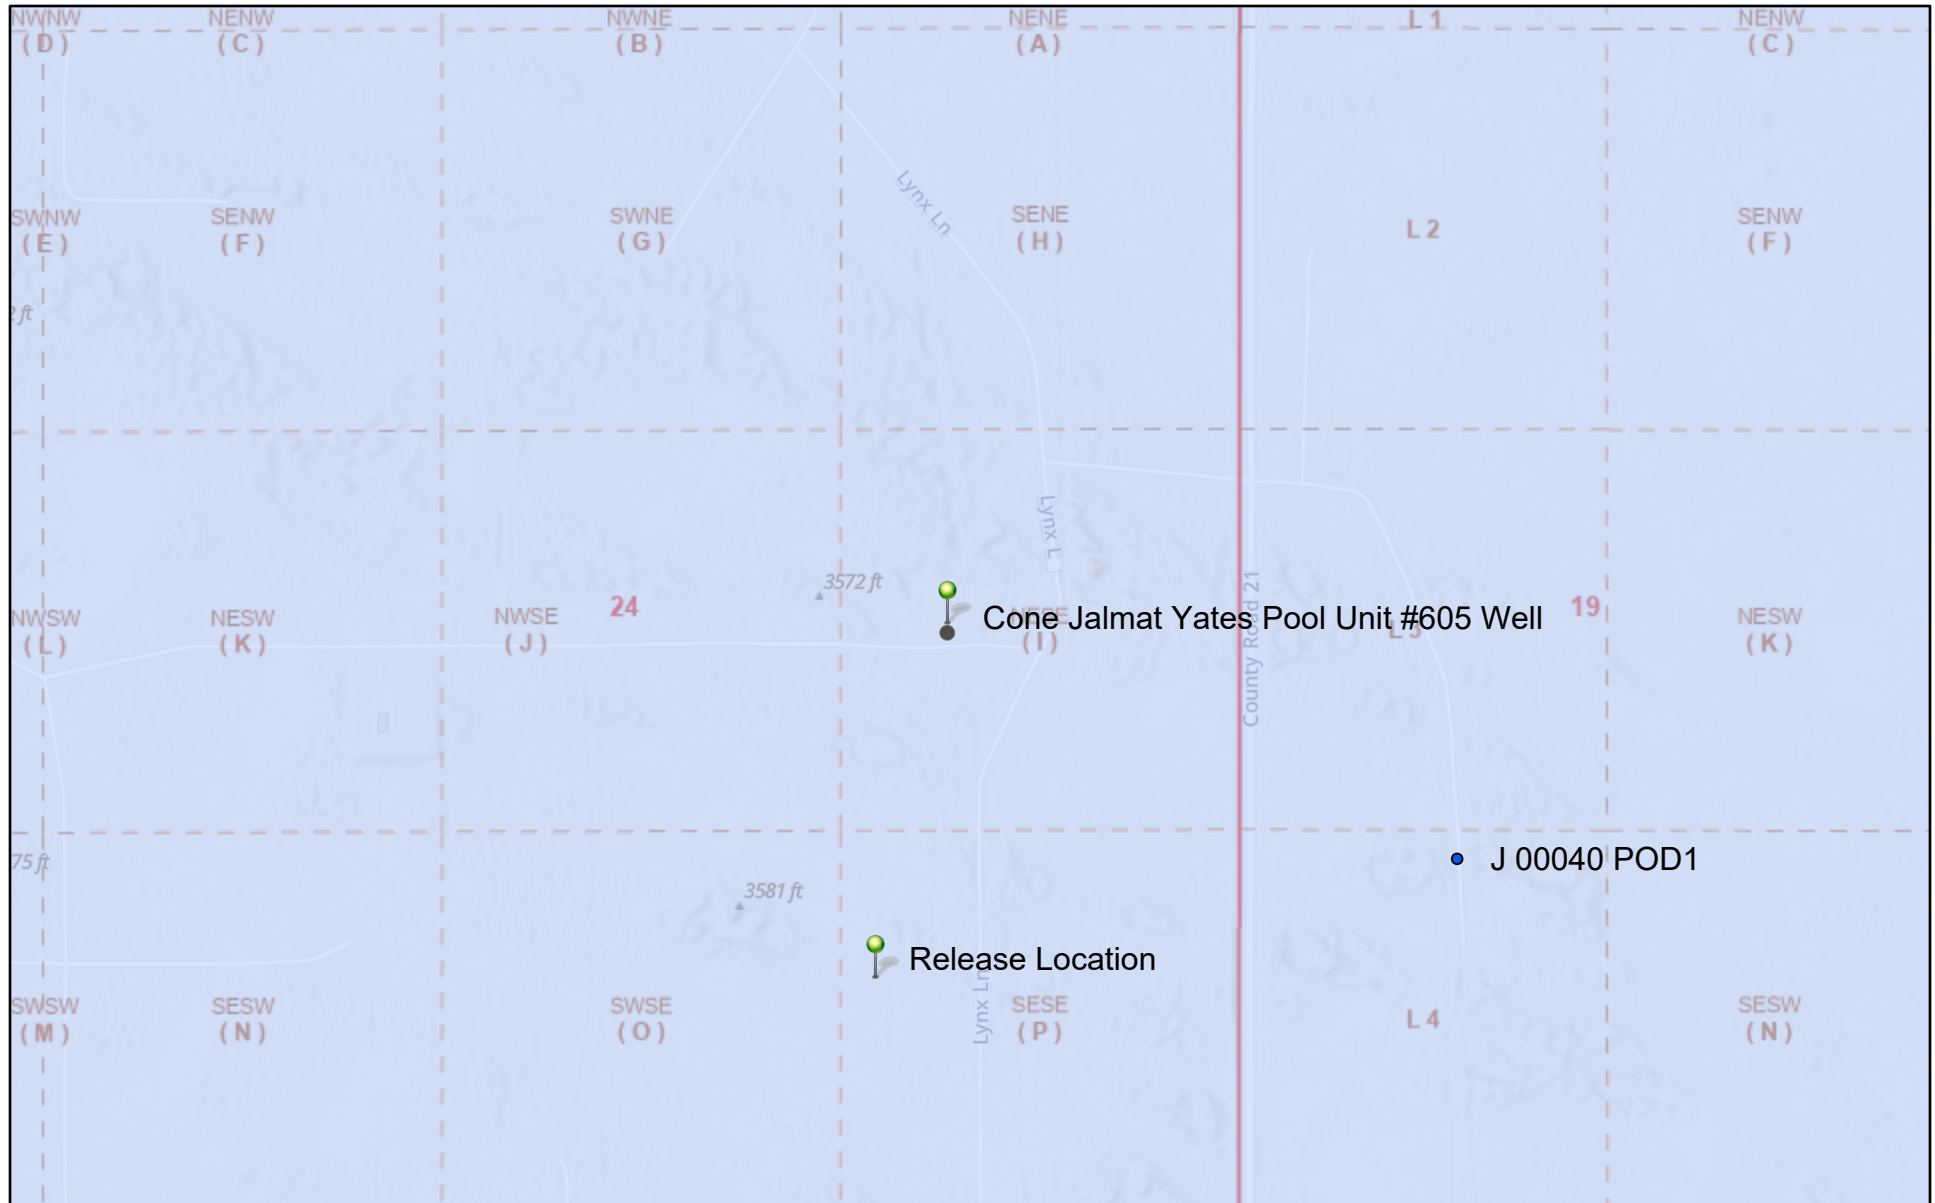 NWNW
(D)
NENW
(C)
NWNE
(B)
NENE
(A)
L 1
NENW
(C)
Lynx Ln
SWNW
(E)
SENW
(F)
SWNE
(G)
SENE
(H)
L 2
SENW
(F)
ft
Lynx L
3572 ft
24
19
Cone Jalmat Yates Pool Unit #605 Well
NWSW
(L)
NESW
(K)
NWSE
(J)
NESE
(I)
L 3
NESW
(K)
County Road 21
75 ft
J 00040 POD1
3581 ft
Release Location
Lynx Ln
SWSW
(M)
SESW
(N)
SWSE
(O)
SESE
(P)
L 4
SESW
(N)